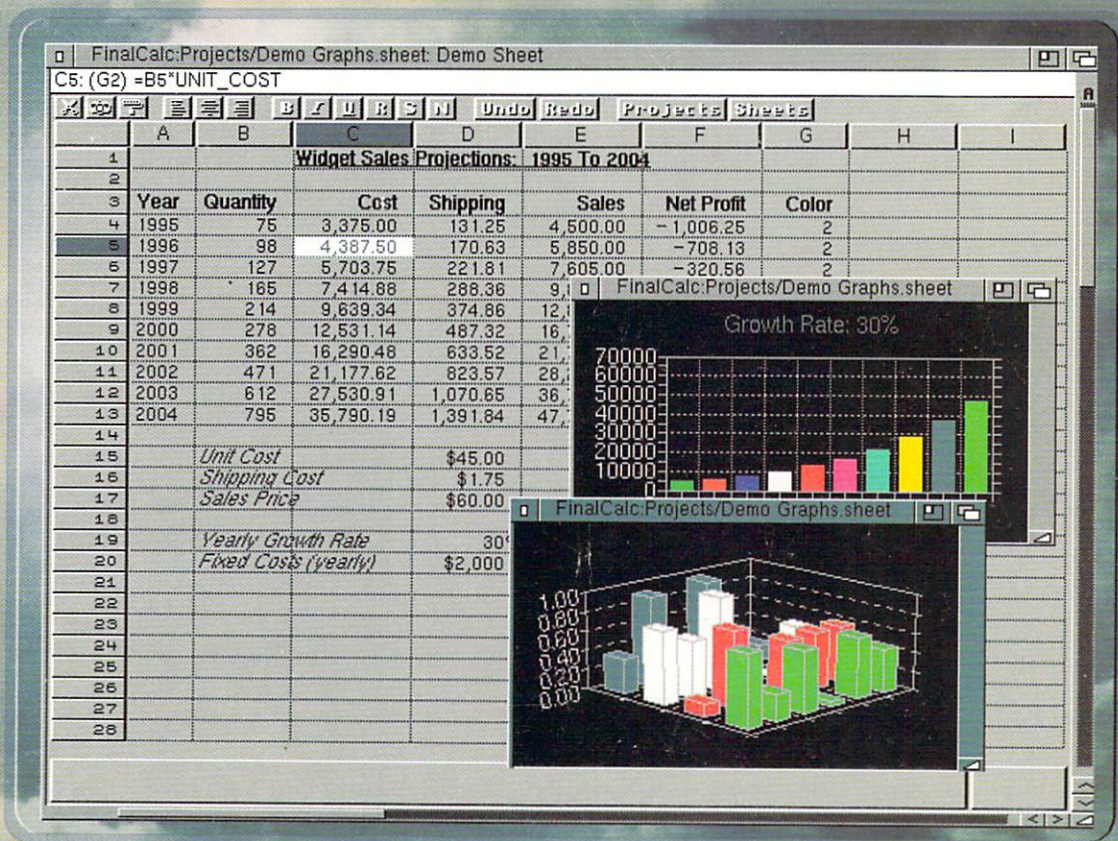 FinalCalc:Projects/Demo Graphs.sheet: Demo Sheet
C5: (G2) =B5*UNIT_COST
B I U R S N Undo Redo Projects Sheets
A B C D E F G H I
1 Widget Sales Projections: 1995 To 2004
2
3 Year Quantity Cost Shipping Sales Net Profit Color
4 1995 75 3,375.00 131.25 4,500.00 -1,006.25 2
5 1996 98 4,387.50 170.63 5,850.00 -708.13 2
6 1997 127 5,703.75 221.81 7,605.00 -320.56 2
7 1998 165 7,414.88 288.36 9,
8 1999 214 9,639.34 374.86 12,
9 2000 278 12,531.14 487.32 16,
10 2001 362 16,290.48 633.52 21,
11 2002 471 21,177.62 823.57 28,
12 2003 612 27,530.91 1,070.65 36,
13 2004 795 35,790.19 1,391.84 47,
14
15 Unit Cost $45.00
16 Shipping Cost $1.75
17 Sales Price $60.00
18
19 Yearly Growth Rate 30
20 Fixed Costs (yearly) $2,000
21
22
23
24
25
26
27
28
FinalCalc:Projects/Demo Graphs.sheet
Growth Rate: 30%
70000
60000
50000
40000
30000
20000
10000
0
FinalCalc:Projects/Demo Graphs.sheet
1.00
0.80
0.60
0.40
0.20
0.00